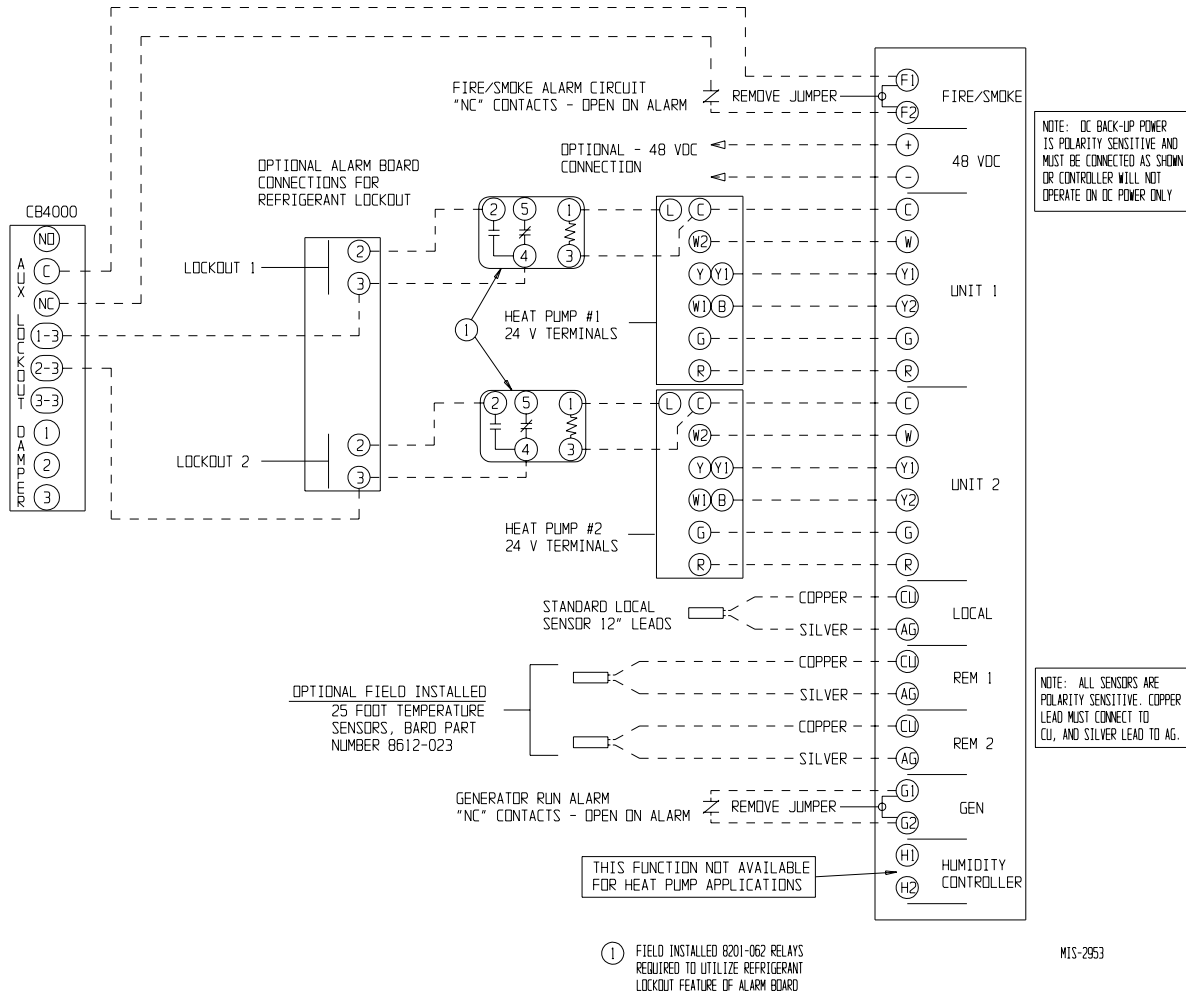 CB4000
NO
C
NC
1-3
2-3
3-3
1
2
3
AUX LOCKOUT DAMPER
OPTIONAL ALARM BOARD
CONNECTIONS FOR
REFRIGERANT LOCKOUT
LOCKOUT 1
2
3
LOCKOUT 2
2
3
FIRE/SMOKE ALARM CIRCUIT
"NC" CONTACTS - OPEN ON ALARM
REMOVE JUMPER
OPTIONAL - 48 VDC
CONNECTION
2 5 1
4 3
1
2 5 1
4 3
HEAT PUMP #1
24 V TERMINALS
L C
W2
Y Y1
W1 B
G
R
HEAT PUMP #2
24 V TERMINALS
L C
W2
Y Y1
W1 B
G
R
STANDARD LOCAL
SENSOR 12" LEADS
COPPER
SILVER
OPTIONAL FIELD INSTALLED
25 FOOT TEMPERATURE
SENSORS, BARD PART
NUMBER 8612-023
COPPER
SILVER
COPPER
SILVER
GENERATOR RUN ALARM
"NC" CONTACTS - OPEN ON ALARM
REMOVE JUMPER
THIS FUNCTION NOT AVAILABLE
FOR HEAT PUMP APPLICATIONS
F1
F2
FIRE/SMOKE
+
-
48 VDC
C
W
Y1
Y2
G
R
UNIT 1
C
W
Y1
Y2
G
R
UNIT 2
CU
AG
LOCAL
CU
AG
REM 1
CU
AG
REM 2
G1
G2
GEN
H1
H2
HUMIDITY
CONTROLLER
NOTE: DC BACK-UP POWER
IS POLARITY SENSITIVE AND
MUST BE CONNECTED AS SHOWN
OR CONTROLLER WILL NOT
OPERATE ON DC POWER ONLY
NOTE: ALL SENSORS ARE
POLARITY SENSITIVE. COPPER
LEAD MUST CONNECT TO
CU, AND SILVER LEAD TO AG.
1 FIELD INSTALLED 8201-062 RELAYS
REQUIRED TO UTILIZE REFRIGERANT
LOCKOUT FEATURE OF ALARM BOARD
MIS-2953